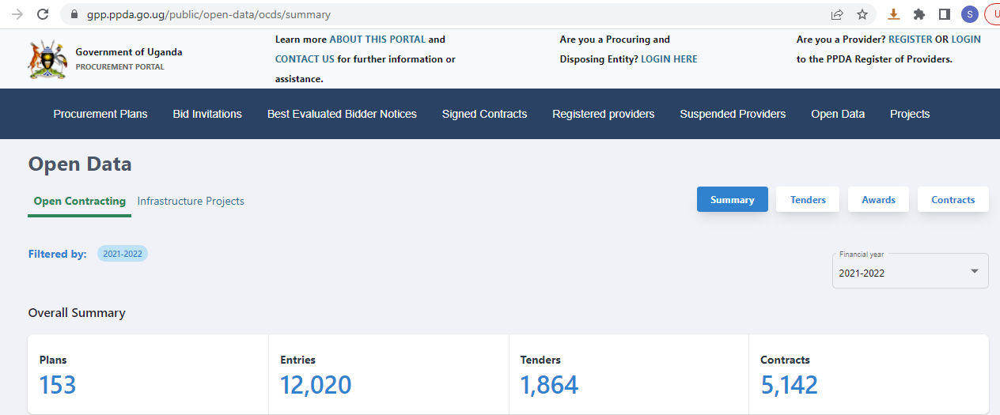 gpp.ppda.go.ug/public/open-data/ocds/summary
S
U
Government of Uganda
PROCUREMENT PORTAL
Learn more ABOUT THIS PORTAL and
CONTACT US for further information or
assistance.
Are you a Procuring and
Disposing Entity? LOGIN HERE
Are you a Provider? REGISTER OR LOGIN
to the PPDA Register of Providers.
Procurement Plans Bid Invitations Best Evaluated Bidder Notices Signed Contracts Registered providers Suspended Providers Open Data Projects
Open Data
Open Contracting Infrastructure Projects
Summary Tenders Awards Contracts
Filtered by: 2021-2022
Financial year
2021-2022
Overall Summary
Plans Entries Tenders Contracts
153 12,020 1,864 5,142